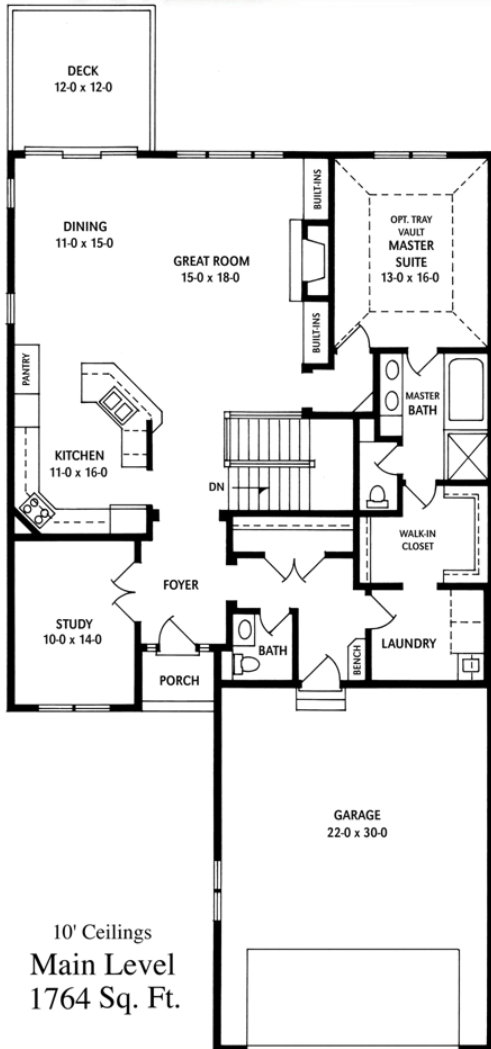 DECK
12-0 x 12-0
DINING
11-0 x 15-0
GREAT ROOM
15-0 x 18-0
BUILT-INS
OPT. TRAY
VAULT
MASTER
SUITE
13-0 x 16-0
BUILT-INS
PANTRY
MASTER
BATH
KITCHEN
11-0 x 16-0
DN
WALK-IN
CLOSET
FOYER
STUDY
10-0 x 14-0
BATH
BENCH
LAUNDRY
PORCH
GARAGE
22-0 x 30-0
10' Ceilings
Main Level
1764 Sq. Ft.